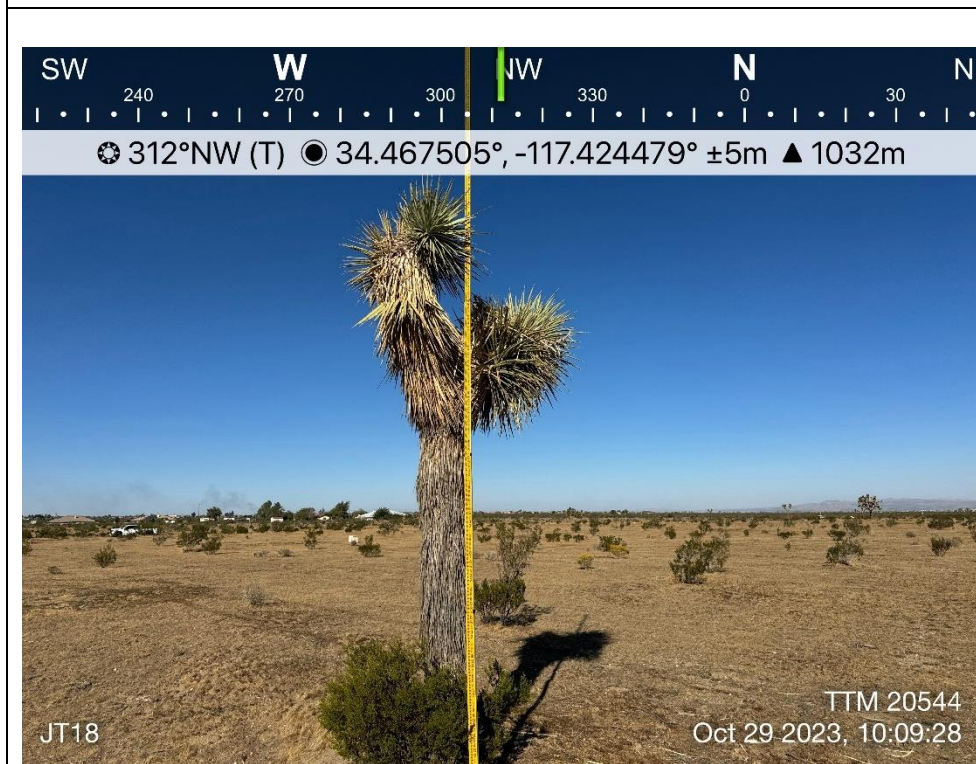 SW W NW N N
240 270 300 330 0 30
312°NW (T) 34.467505°, -117.424479° ±5m ▲ 1032m
TTM 20544
JT18 Oct 29 2023, 10:09:28